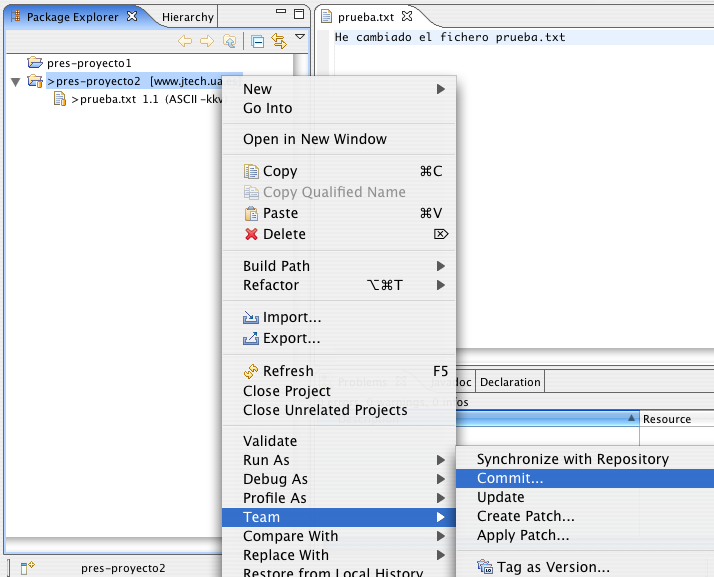 Package Explorer
Hierarchy
pres-proyecto1
>pres-proyecto2 [www.jtech.ua
>prueba.txt 1.1 (ASCII -kkv
prueba.txt
He cambiado el fichero prueba.txt
New
Go Into
Open in New Window
Copy ⌘C
Copy Qualified Name
Paste ⌘V
Delete ⌦
Build Path
Refactor ⌥⌘T
Import...
Export...
Refresh F5
Close Project
Close Unrelated Projects
Validate
Run As
Debug As
Profile As
Team
Compare With
Replace With
Restore from Local History
Problems
Javadoc
Declaration
0 infos
Resource
Synchronize with Repository
Commit...
Update
Create Patch...
Apply Patch...
Tag as Version...
pres-proyecto2